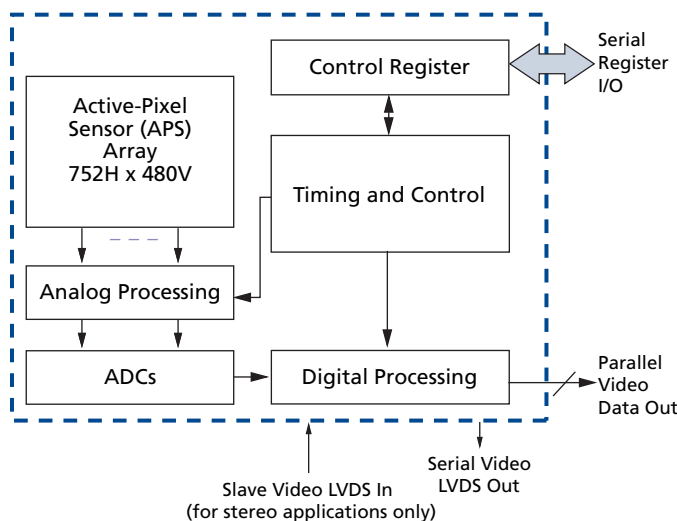 Control Register
Serial
Register
I/O
Active-Pixel
Sensor (APS)
Array
752H x 480V
Timing and Control
Analog Processing
ADCs
Digital Processing
Parallel
Video
Data Out
Slave Video LVDS In
(for stereo applications only)
Serial Video
LVDS Out